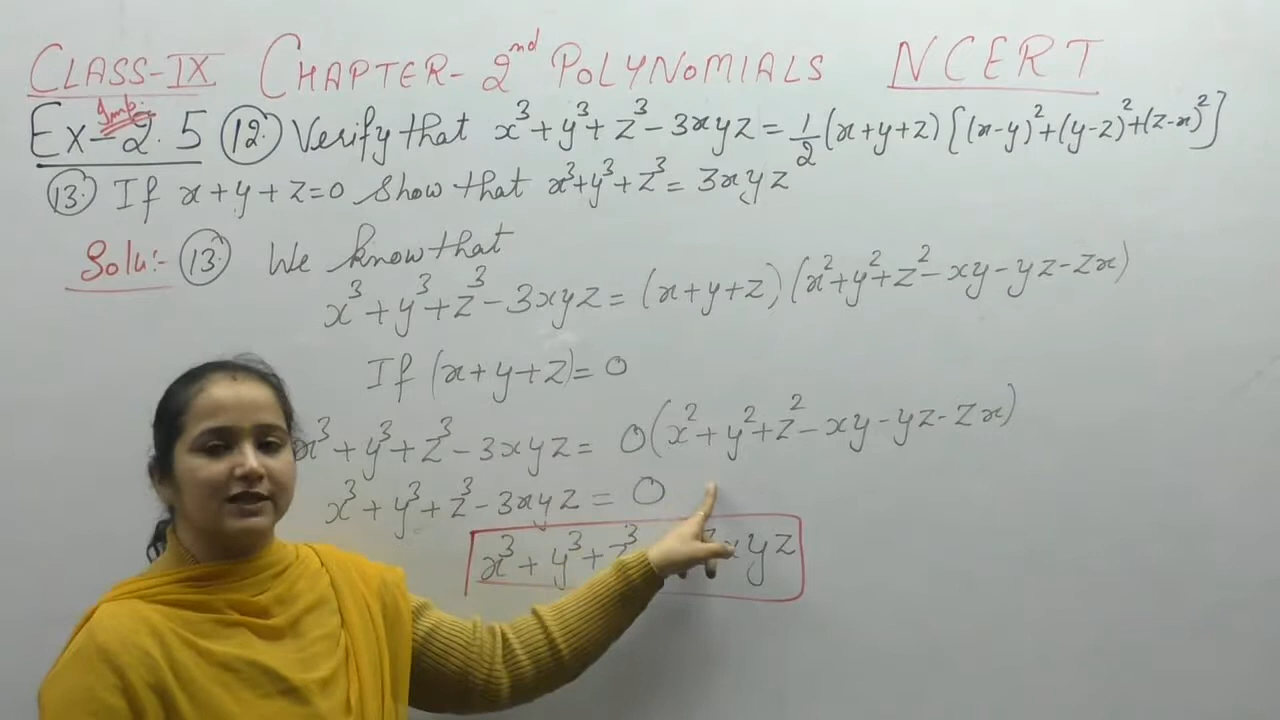 CLASS-IX CHAPTER-2nd POLYNOMIALS NCERT
Imp.
Ex-2.5 (12.) Verify that x³+y³+z³-3xyz=1/2(x+y+z)[(x-y)²+(y-z)²+(z-x)²]
(13.) If x+y+z=0 Show that x³+y³+z³=3xyz
Solu:- (13.) We know that
x³+y³+z³-3xyz=(x+y+z)(x²+y²+z²-xy-yz-zx)
If (x+y+z)=0
x³+y³+z³-3xyz= 0(x²+y²+z²-xy-yz-zx)
x³+y³+z³-3xyz=0
x³+y³+z³ xyz